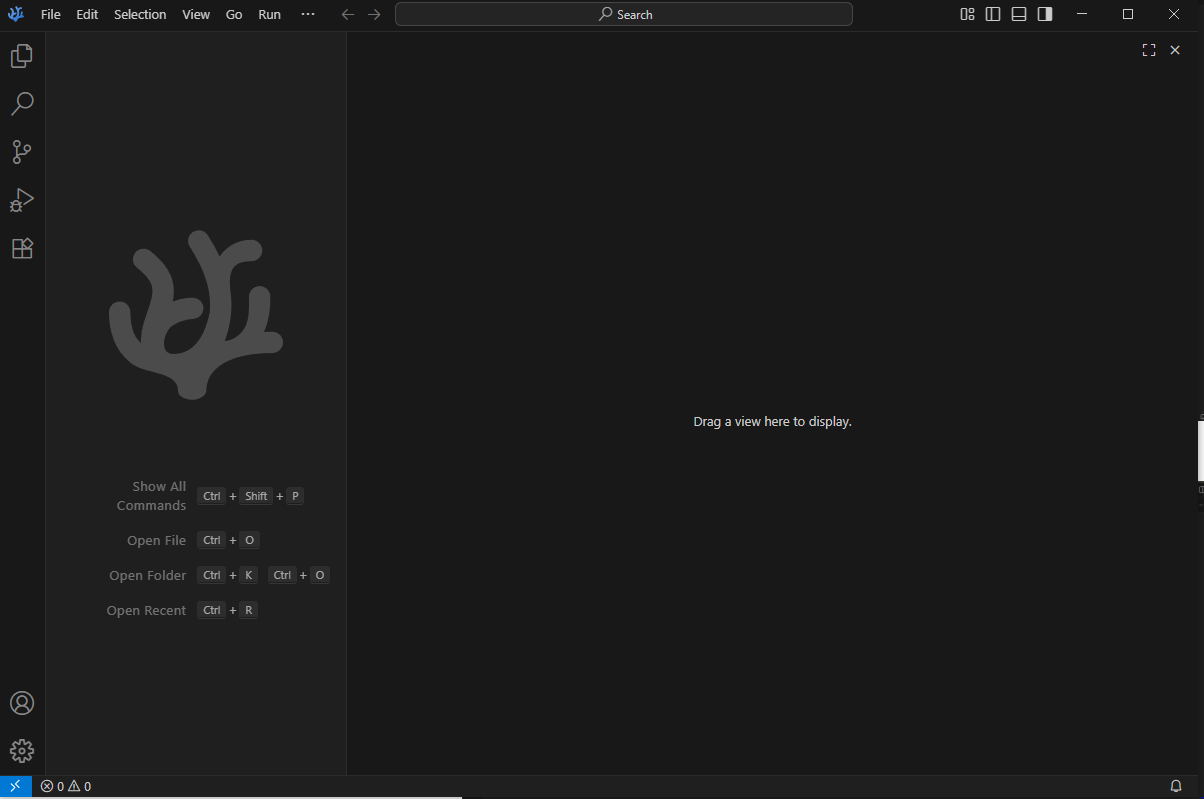 File Edit Selection View Go Run ···
Search
Drag a view here to display.
Show All
Commands
Ctrl + Shift + P
Open File Ctrl + O
Open Folder Ctrl + K Ctrl + O
Open Recent Ctrl + R
0 0